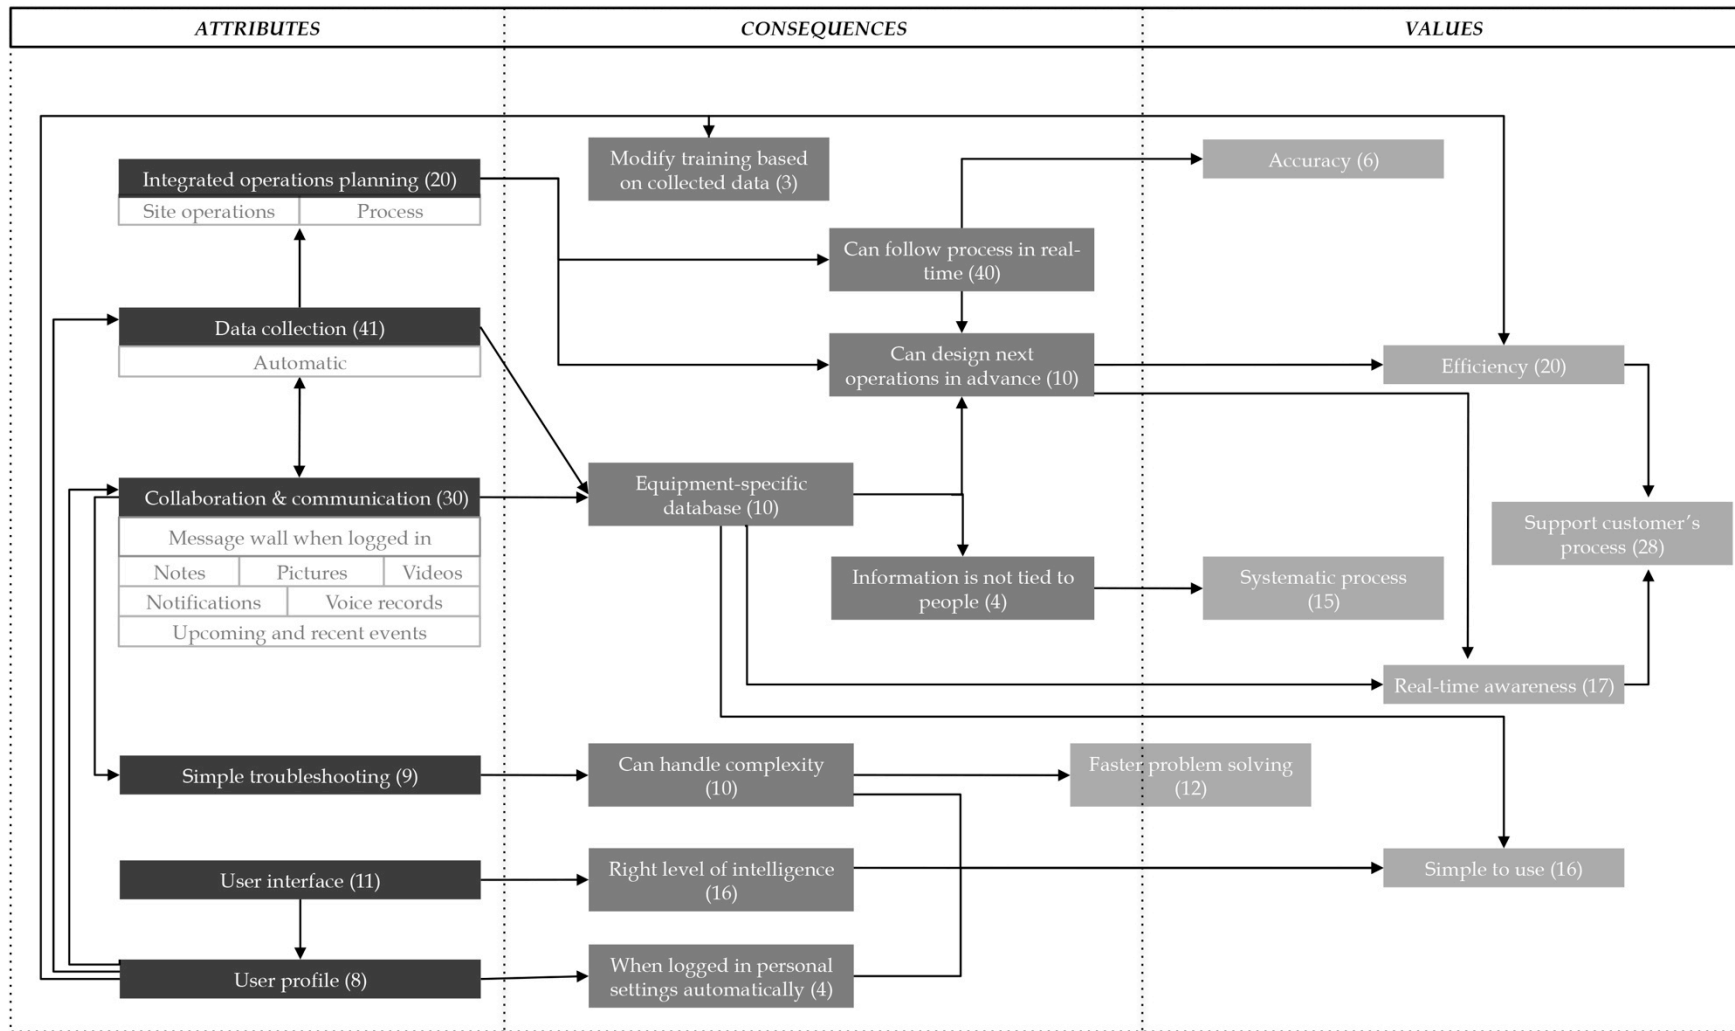 ATTRIBUTES
CONSEQUENCES
VALUES
Integrated operations planning (20)
Site operations
Process
Data collection (41)
Automatic
Collaboration & communication (30)
Message wall when logged in
Notes
Pictures
Videos
Notifications
Voice records
Upcoming and recent events
Simple troubleshooting (9)
User interface (11)
User profile (8)
Modify training based
on collected data (3)
Can follow process in real-
time (40)
Can design next
operations in advance (10)
Equipment-specific
database (10)
Information is not tied to
people (4)
Can handle complexity
(10)
Right level of intelligence
(16)
When logged in personal
settings automatically (4)
Accuracy (6)
Efficiency (20)
Support customer’s
process (28)
Systematic process
(15)
Real-time awareness (17)
Faster problem solving
(12)
Simple to use (16)